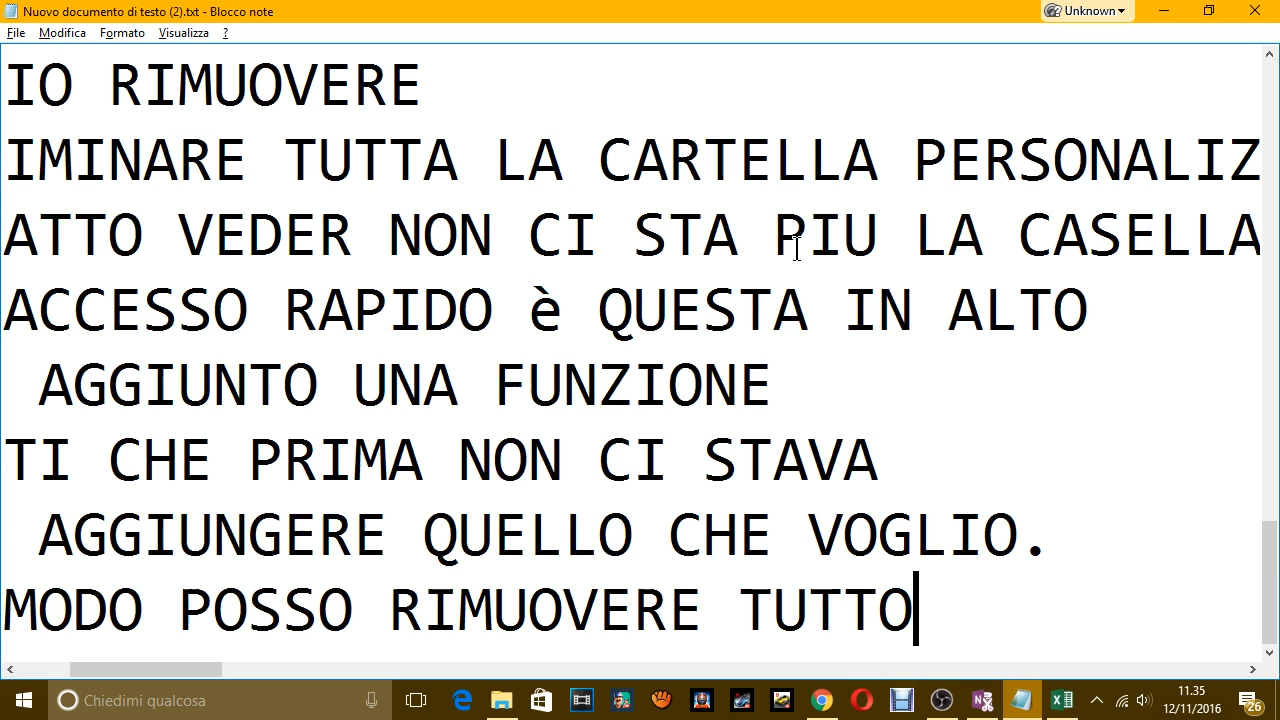 Nuovo documento di testo (2).txt - Blocco note
Unknown
File Modifica Formato Visualizza ?
IO RIMUOVERE
IMINARE TUTTA LA CARTELLA PERSONALIZ
ATTO VEDER NON CI STA PIU LA CASELLA
ACCESSO RAPIDO è QUESTA IN ALTO
AGGIUNTO UNA FUNZIONE
TI CHE PRIMA NON CI STAVA
AGGIUNGERE QUELLO CHE VOGLIO.
MODO POSSO RIMUOVERE TUTTO
Chiedimi qualcosa
11.35
12/11/2016
26